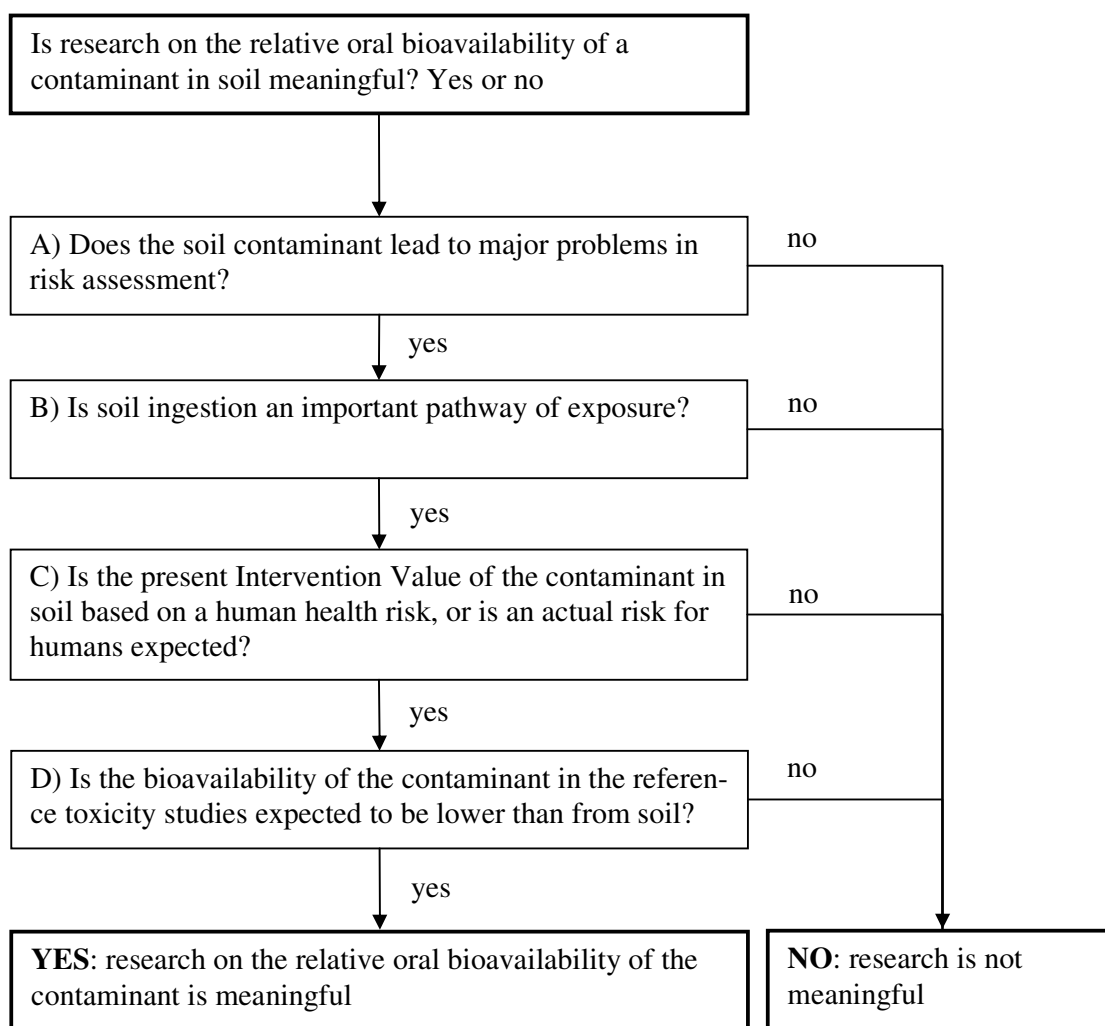 Is research on the relative oral bioavailability of a
contaminant in soil meaningful? Yes or no
A) Does the soil contaminant lead to major problems in
risk assessment?
no
yes
B) Is soil ingestion an important pathway of exposure?
no
yes
C) Is the present Intervention Value of the contaminant in
soil based on a human health risk, or is an actual risk for
humans expected?
no
yes
D) Is the bioavailability of the contaminant in the referen-
ce toxicity studies expected to be lower than from soil?
no
yes
YES: research on the relative oral bioavailability of the
contaminant is meaningful
NO: research is not
meaningful